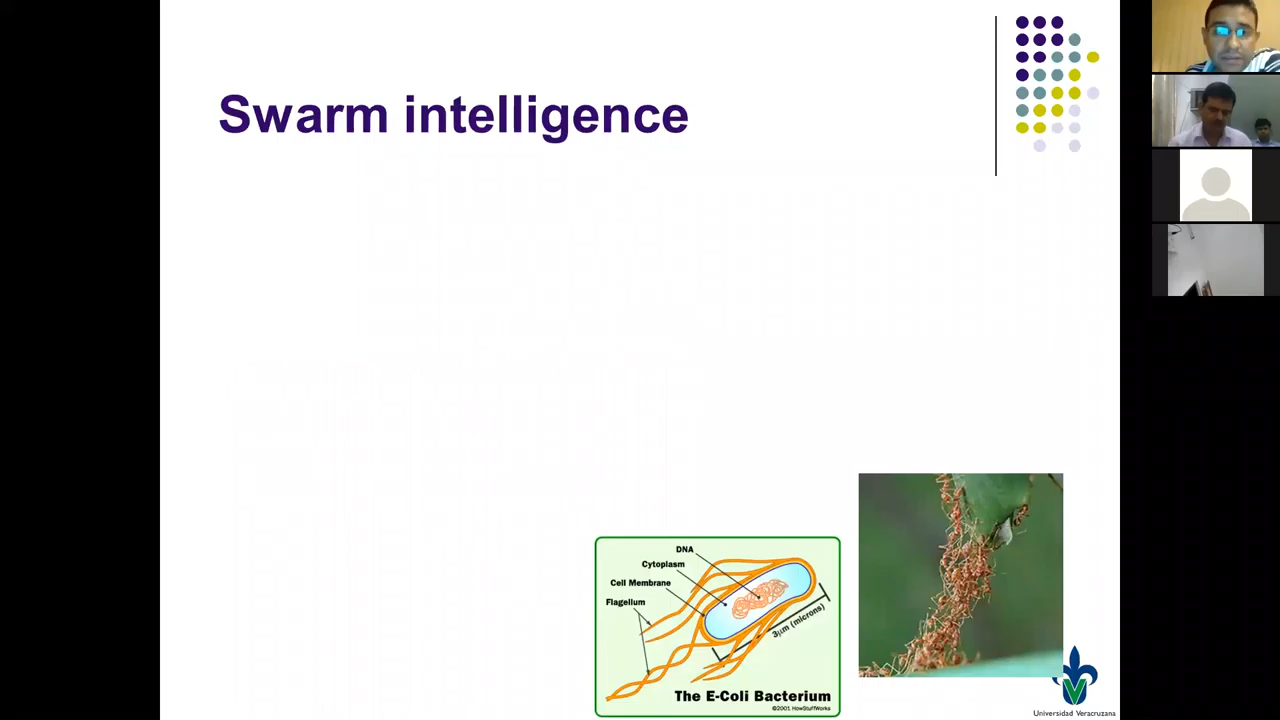 Swarm intelligence
DNA
Cytoplasm
Cell Membrane
Flagellum
3µm (microns)
The E-Coli Bacterium
©2001 HowStuffWorks
Universidad Veracruzana